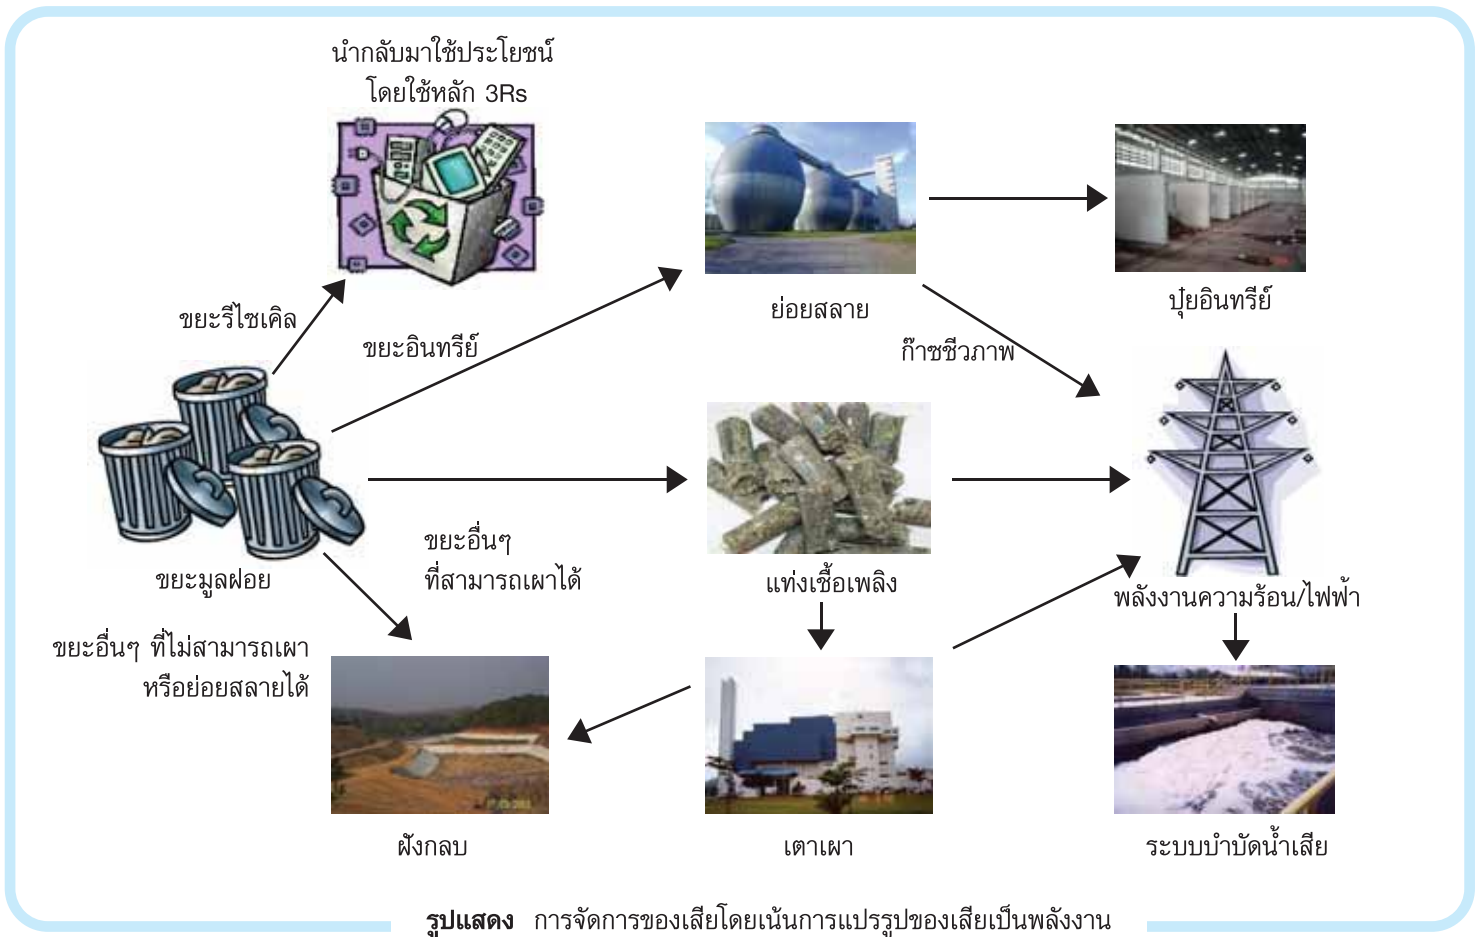 นำกลับมาใช้ประโยชน์
โดยใช้หลัก 3Rs
ขยะรีไซเคิล
ขยะอินทรีย์
ย่อยสลาย
ปุ๋ยอินทรีย์
ก๊าซชีวภาพ
ขยะมูลฝอย
ขยะอื่นๆ
ที่สามารถเผาได้
แท่งเชื้อเพลิง
พลังงานความร้อน/ไฟฟ้า
ขยะอื่นๆ ที่ไม่สามารถเผา
หรือย่อยสลายได้
ฝังกลบ
เตาเผา
ระบบบำบัดน้ำเสีย
รูปแสดง การจัดการของเสียโดยเน้นการแปรรูปของเสียเป็นพลังงาน